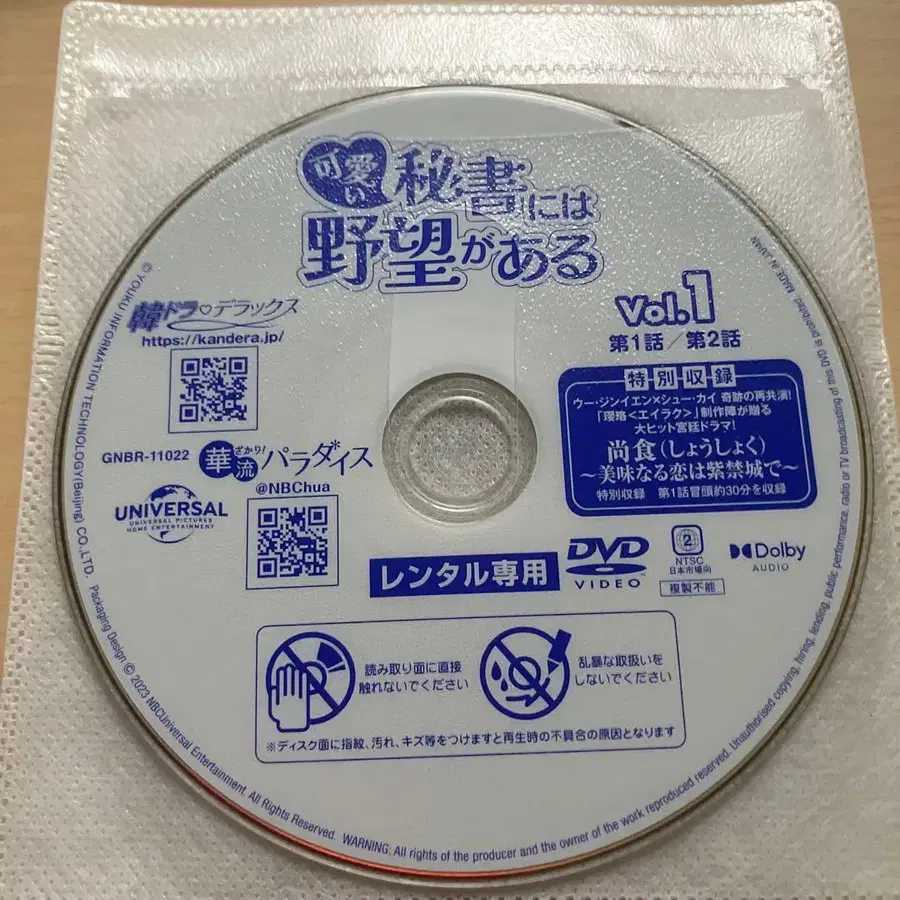 可愛い
秘書には
野望がある
韓ドラ♡デラックス
https://kandera.jp/
Vol.1
第1話／第2話
特別収録
ウー・ジンイエン×シュー・カイ 奇跡の再共演!
「瓔珞＜エイラク＞」制作陣が贈る
大ヒット宮廷ドラマ!
尚食(しょうしょく)
～美味なる恋は紫禁城で～
特別収録 第1話冒頭約30分を収録
GNBR-11022
華流ざかり!パラダイス
@NBChua
UNIVERSAL
UNIVERSAL PICTURES
HOME ENTERTAINMENT
レンタル専用
DVD
VIDEO
2
NTSC
日本市場向
複製不能
Dolby
AUDIO
読み取り面に直接
触れないでください
乱暴な取扱いを
しないでください
※ディスク面に指紋、汚れ、キズ等をつけますと再生時の不具合の原因となります
© YOUKU INFORMATION TECHNOLOGY(Beijing) CO.,LTD. Packaging Design © 2023 NBCUniversal Entertainment. All Rights Reserved. WARNING: All rights of the producer and the owner of the work reproduced reserved. Unauthorised copying, hiring, lending, public performance, radio or TV broadcasting of this DVD is prohibited. MADE IN JAPAN